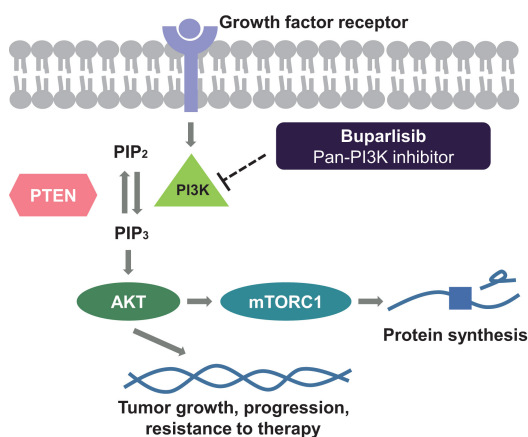 Growth factor receptor
Buparlisib
Pan-PI3K inhibitor
PIP₂
PTEN
PI3K
PIP₃
AKT
mTORC1
Protein synthesis
Tumor growth, progression,
resistance to therapy